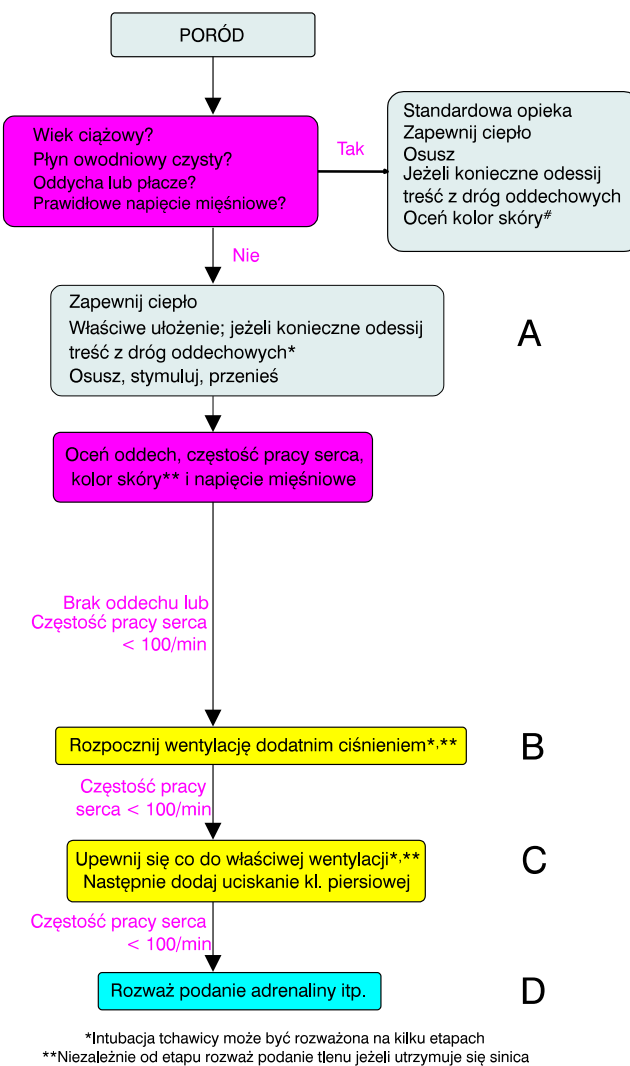 PORÓD
Wiek ciążowy?
Płyn owodniowy czysty?
Oddycha lub płacze?
Prawidłowe napięcie mięśniowe?
Tak
Standardowa opieka
Zapewnij ciepło
Osusz
Jeżeli konieczne odessij
treść z dróg oddechowych
Oceń kolor skóry#
Nie
Zapewnij ciepło
Właściwe ułożenie; jeżeli konieczne odessij
treść z dróg oddechowych*
Osusz, stymuluj, przenieś
A
Oceń oddech, częstość pracy serca,
kolor skóry** i napięcie mięśniowe
Brak oddechu lub
Częstość pracy serca
< 100/min
Rozpocznij wentylację dodatnim ciśnieniem*,**
B
Częstość pracy
serca < 100/min
Upewnij się co do właściwej wentylacji*,**
Następnie dodaj uciskanie kl. piersiowej
C
Częstość pracy serca
< 100/min
Rozważ podanie adrenaliny itp.
D
*Intubacja tchawicy może być rozważona na kilku etapach
**Niezależnie od etapu rozważ podanie tlenu jeżeli utrzymuje się sinica